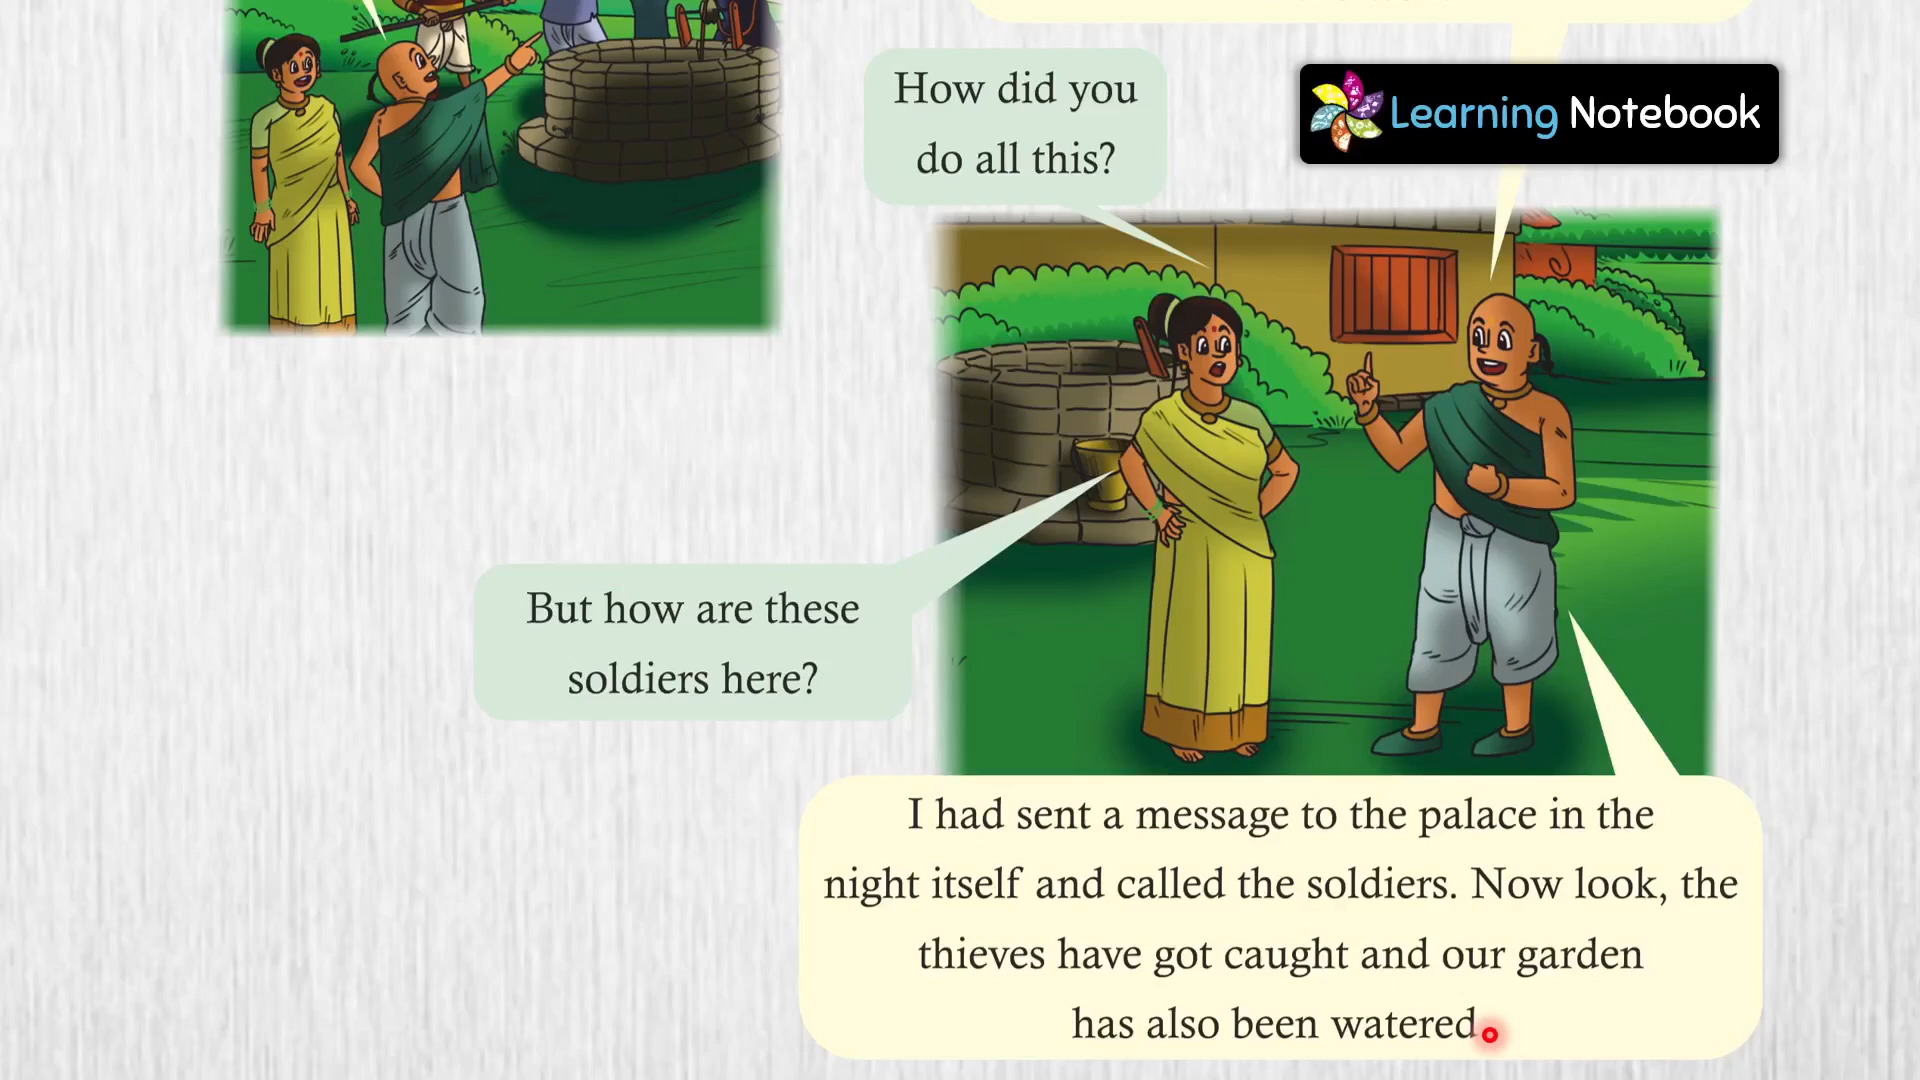 How did you
do all this?
Learning Notebook
But how are these
soldiers here?
I had sent a message to the palace in the
night itself and called the soldiers. Now look, the
thieves have got caught and our garden
has also been watered.